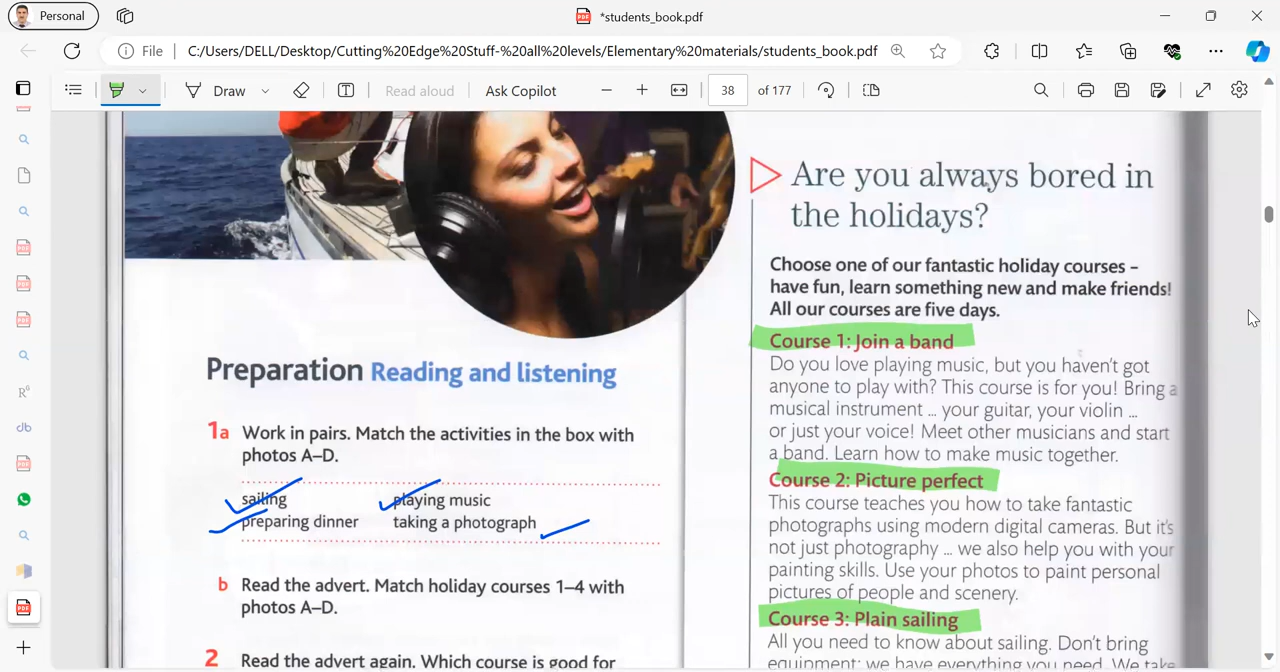 Personal
*students_book.pdf
File
C:/Users/DELL/Desktop/Cutting%20Edge%20Stuff-%20all%20levels/Elementary%20materials/students_book.pdf
Draw
Read aloud
Ask Copilot
38
of 177
Are you always bored in
the holidays?
Choose one of our fantastic holiday courses –
have fun, learn something new and make friends!
All our courses are five days.
Course 1: Join a band
Do you love playing music, but you haven't got
anyone to play with? This course is for you! Bring a
musical instrument ... your guitar, your violin ...
or just your voice! Meet other musicians and start
a band. Learn how to make music together.
Course 2: Picture perfect
This course teaches you how to take fantastic
photographs using modern digital cameras. But it's
not just photography ... we also help you with your
painting skills. Use your photos to paint personal
pictures of people and scenery.
Course 3: Plain sailing
All you need to know about sailing. Don't bring
equipment: we have everything you need. We take
Preparation Reading and listening
1a Work in pairs. Match the activities in the box with
photos A–D.
sailing playing music
preparing dinner taking a photograph
b Read the advert. Match holiday courses 1–4 with
photos A–D.
2 Read the advert again. Which course is good for